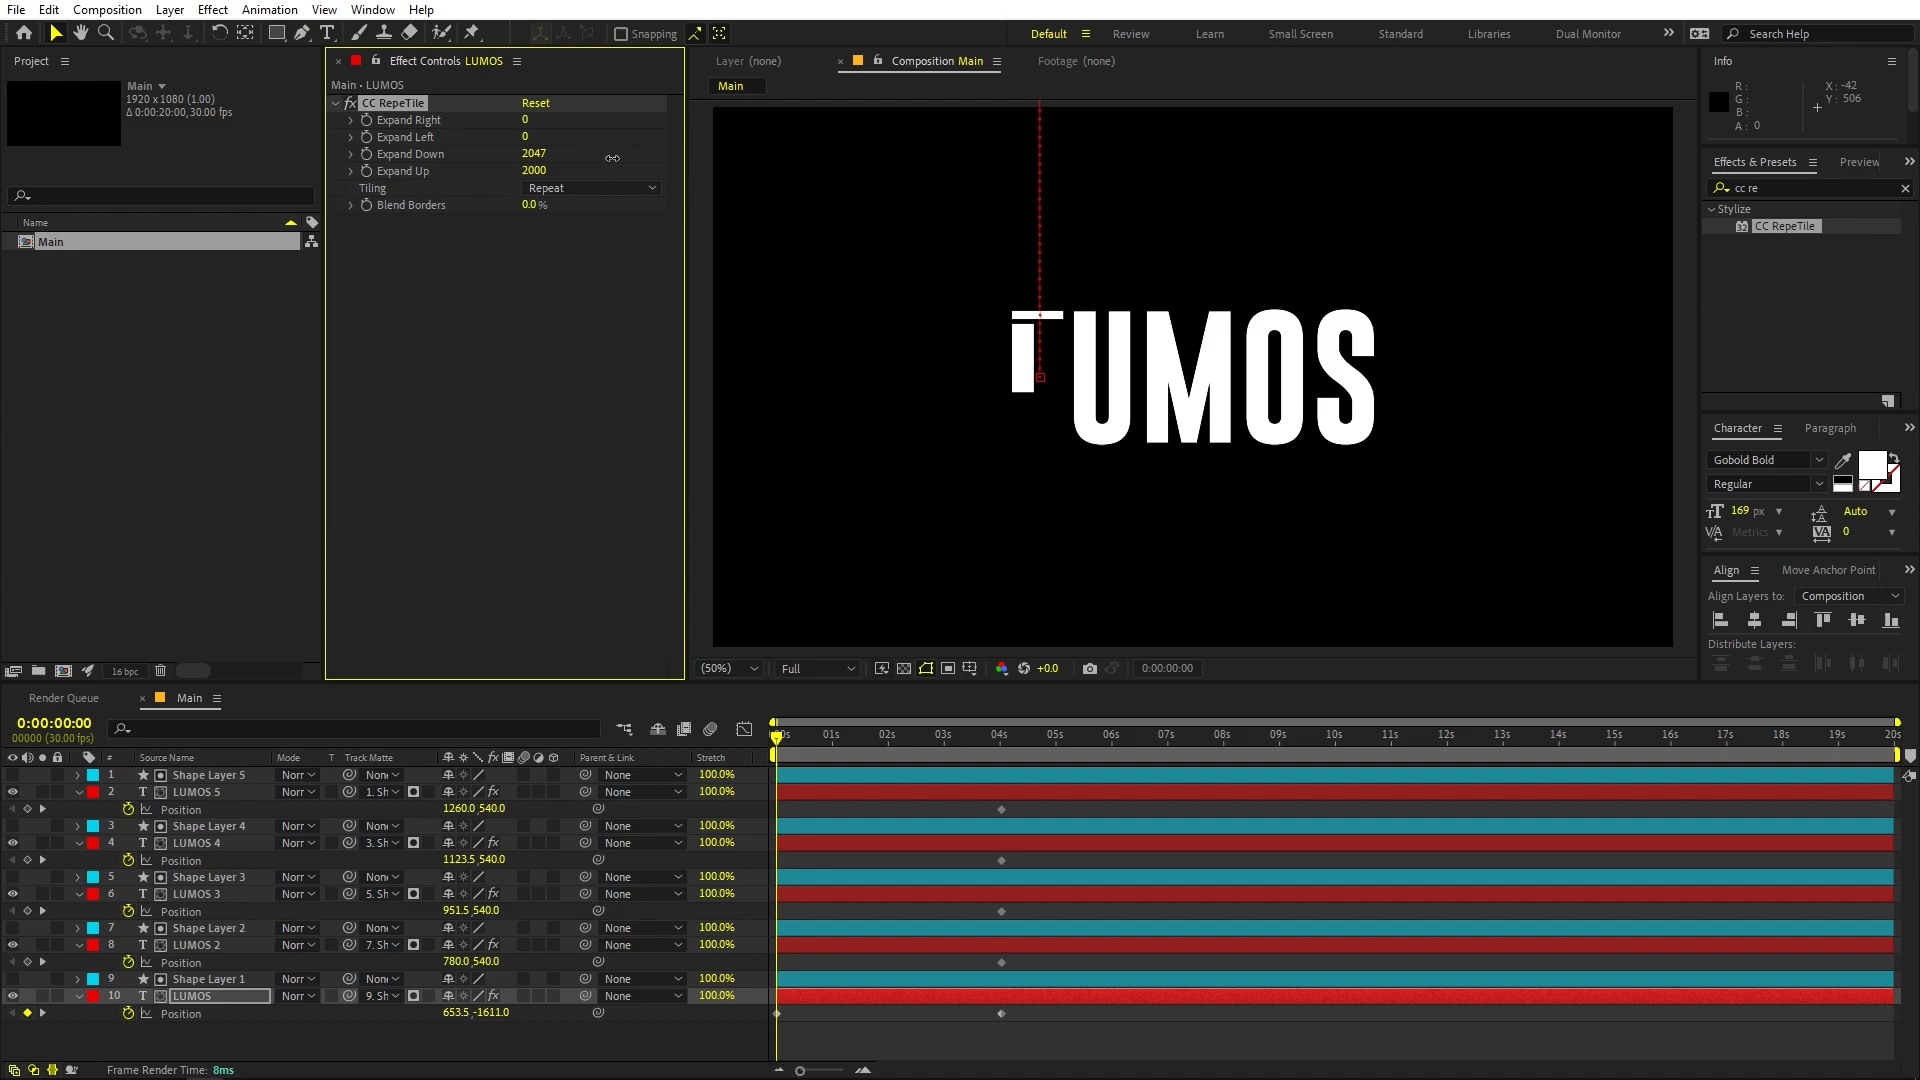 File Edit Composition Layer Effect Animation View Window Help
Snapping
Default Review Learn Small Screen Standard Libraries Dual Monitor Search Help
Project
Main
1920 x 1080 (1.00)
Δ 0:00:20:00, 30.00 fps
Name
Main
16 bpc
Effect Controls LUMOS
Main • LUMOS
fx CC RepeTile Reset
Expand Right 0
Expand Left 0
Expand Down 2047
Expand Up 2000
Tiling Repeat
Blend Borders 0.0 %
Layer (none) Composition Main Footage (none)
Main
UMOS
(50%) Full +0.0 0:00:00:00
Info
R :
G :
B :
A : 0
X : -42
Y : 506
Effects & Presets Preview
cc re
Stylize
32 CC RepeTile
Character Paragraph
Gobold Bold
Regular
169 px Auto
Metrics 0
Align Move Anchor Point
Align Layers to: Composition
Distribute Layers:
Render Queue Main
0:00:00:00
00000 (30.00 fps)
00s 01s 02s 03s 04s 05s 06s 07s 08s 09s 10s 11s 12s 13s 14s 15s 16s 17s 18s 19s 20s
# Source Name Mode T Track Matte fx Parent & Link Stretch
1 Shape Layer 5 Norr None None 100.0%
2 T LUMOS 5 Norr 1. Sh fx None 100.0%
Position 1260.0,540.0
3 Shape Layer 4 Norr None None 100.0%
4 T LUMOS 4 Norr 3. Sh fx None 100.0%
Position 1123.5,540.0
5 Shape Layer 3 Norr None None 100.0%
6 T LUMOS 3 Norr 5. Sh fx None 100.0%
Position 951.5,540.0
7 Shape Layer 2 Norr None None 100.0%
8 T LUMOS 2 Norr 7. Sh fx None 100.0%
Position 780.0,540.0
9 Shape Layer 1 Norr None None 100.0%
10 T LUMOS Norr 9. Sh fx None 100.0%
Position 653.5,-1611.0
Frame Render Time: 8ms